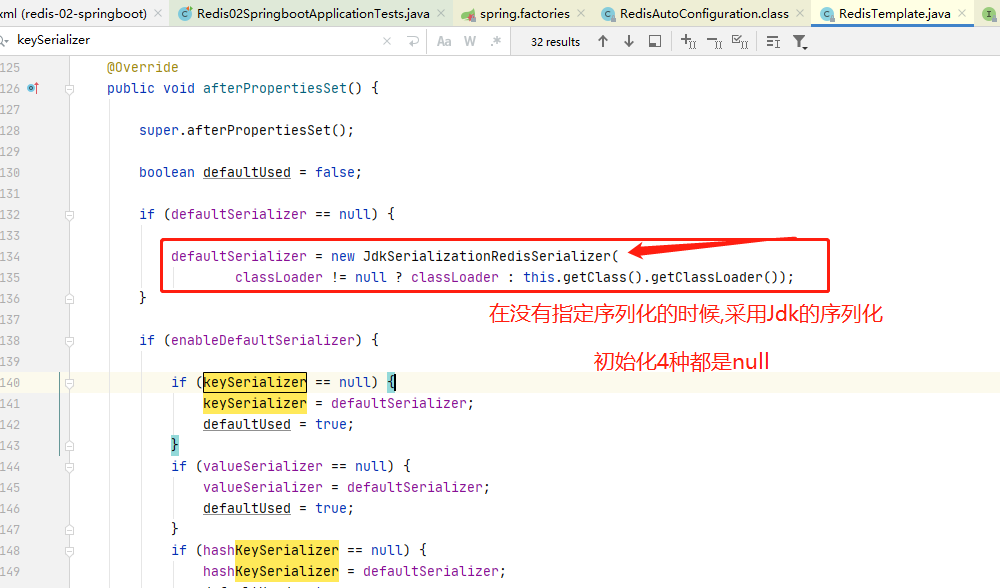 xml (redis-02-springboot) × Redis02SpringbootApplicationTests.java × spring.factories × RedisAutoConfiguration.class × RedisTemplate.java ×
keySerializer × Aa W .* 32 results
125 @Override
126 public void afterPropertiesSet() {
127
128 super.afterPropertiesSet();
129
130 boolean defaultUsed = false;
131
132 if (defaultSerializer == null) {
133
134 defaultSerializer = new JdkSerializationRedisSerializer(
135 classLoader != null ? classLoader : this.getClass().getClassLoader());
136 }
在没有指定序列化的时候,采用Jdk的序列化
137
138 if (enableDefaultSerializer) {
初始化4种都是null
139
140 if (keySerializer == null) {
141 keySerializer = defaultSerializer;
142 defaultUsed = true;
143 }
144 if (valueSerializer == null) {
145 valueSerializer = defaultSerializer;
146 defaultUsed = true;
147 }
148 if (hashKeySerializer == null) {
149 hashKeySerializer = defaultSerializer;